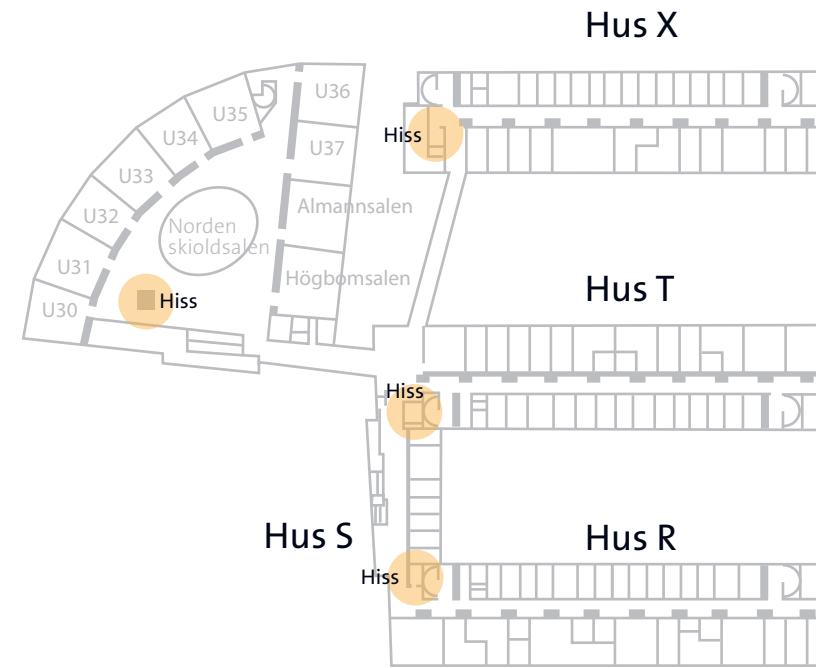 Hus X
U36
U35
Hiss
U34
U37
U33
Almannsalen
U32
Norden
skioldsalen
U31
Högbomsalen
Hus T
Hiss
U30
Hiss
Hus S
Hus R
Hiss